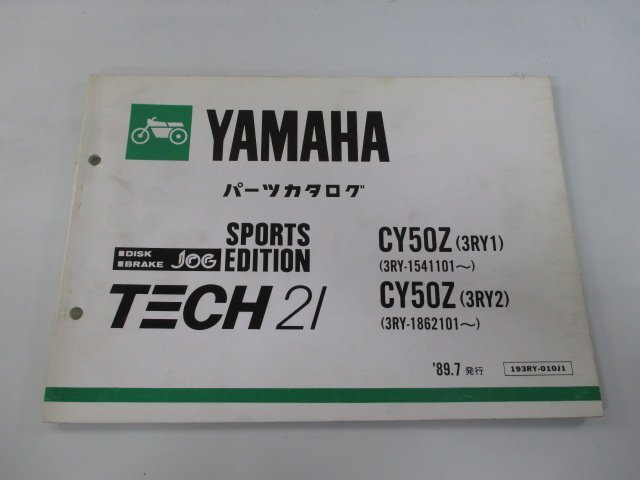 YAMAHA
パーツカタログ
■DISK
■BRAKE JOG
SPORTS
EDITION
CY50Z (3RY1)
(3RY-1541101～)
TECH 21
CY50Z (3RY2)
(3RY-1862101～)
'89.7 発行
193RY-010J1